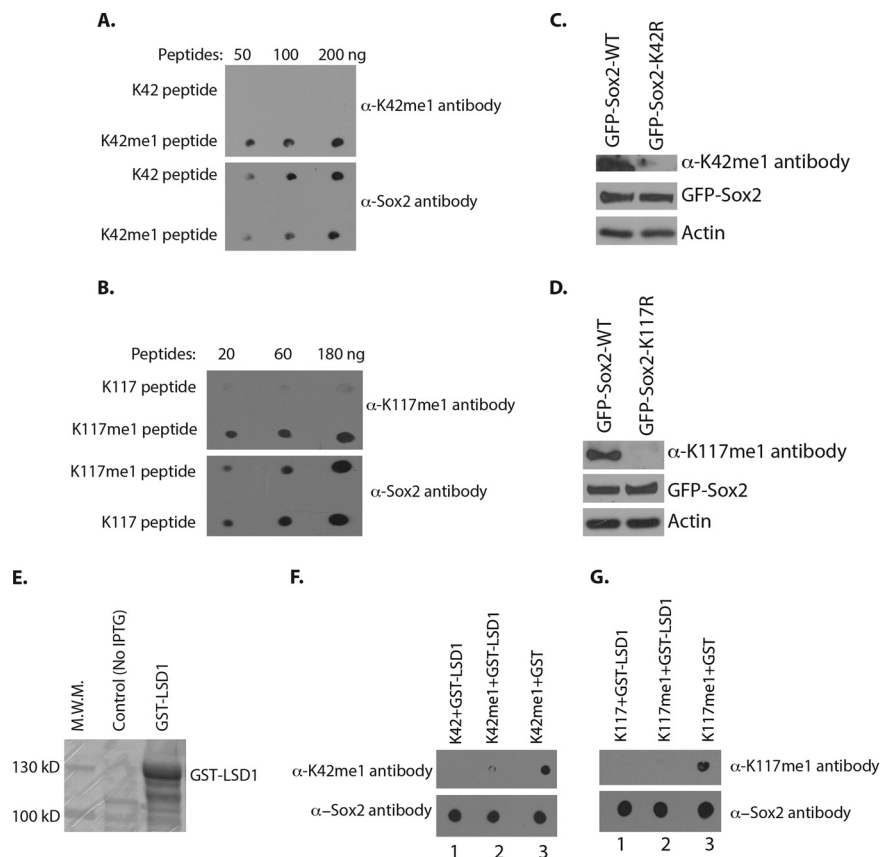 A.
Peptides: 50 100 200 ng
K42 peptide
α-K42me1 antibody
K42me1 peptide
K42 peptide
α-Sox2 antibody
K42me1 peptide
B.
Peptides: 20 60 180 ng
K117 peptide
α-K117me1 antibody
K117me1 peptide
K117me1 peptide
α-Sox2 antibody
K117 peptide
C.
GFP-Sox2-WT
GFP-Sox2-K42R
α-K42me1 antibody
GFP-Sox2
Actin
D.
GFP-Sox2-WT
GFP-Sox2-K117R
α-K117me1 antibody
GFP-Sox2
Actin
E.
M.W.M.
Control (No IPTG)
GST-LSD1
130 kD
GST-LSD1
100 kD
F.
K42+GST-LSD1
K42me1+GST-LSD1
K42me1+GST
α-K42me1 antibody
α–Sox2 antibody
1 2 3
G.
K117+GST-LSD1
K117me1+GST-LSD1
K117me1+GST
α-K117me1 antibody
α–Sox2 antibody
1 2 3